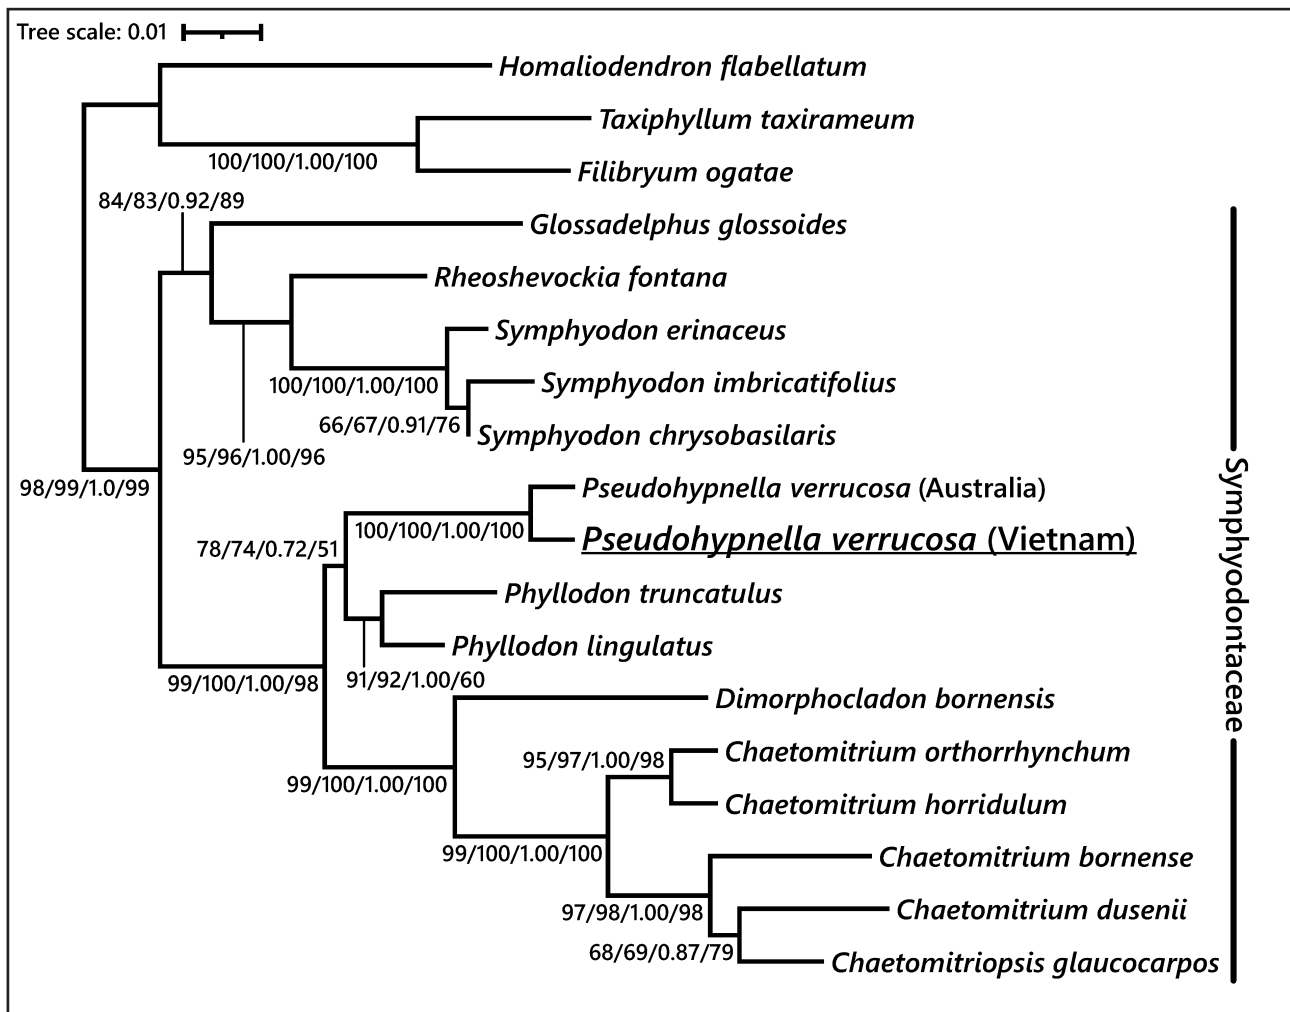 Tree scale: 0.01
Homaliodendron flabellatum
Taxiphyllum taxirameum
100/100/1.00/100
Filibryum ogatae
84/83/0.92/89
Glossadelphus glossoides
Rheoshevockia fontana
Symphyodon erinaceus
100/100/1.00/100
Symphyodon imbricatifolius
66/67/0.91/76
Symphyodon chrysobasilaris
95/96/1.00/96
98/99/1.0/99
Pseudohypnella verrucosa (Australia)
100/100/1.00/100
Pseudohypnella verrucosa (Vietnam)
78/74/0.72/51
Phyllodon truncatulus
Phyllodon lingulatus
91/92/1.00/60
99/100/1.00/98
Dimorphocladon bornensis
Chaetomitrium orthorrhynchum
95/97/1.00/98
99/100/1.00/100
Chaetomitrium horridulum
99/100/1.00/100
Chaetomitrium bornense
97/98/1.00/98
Chaetomitrium dusenii
68/69/0.87/79
Chaetomitriopsis glaucocarpos
Symphyodontaceae